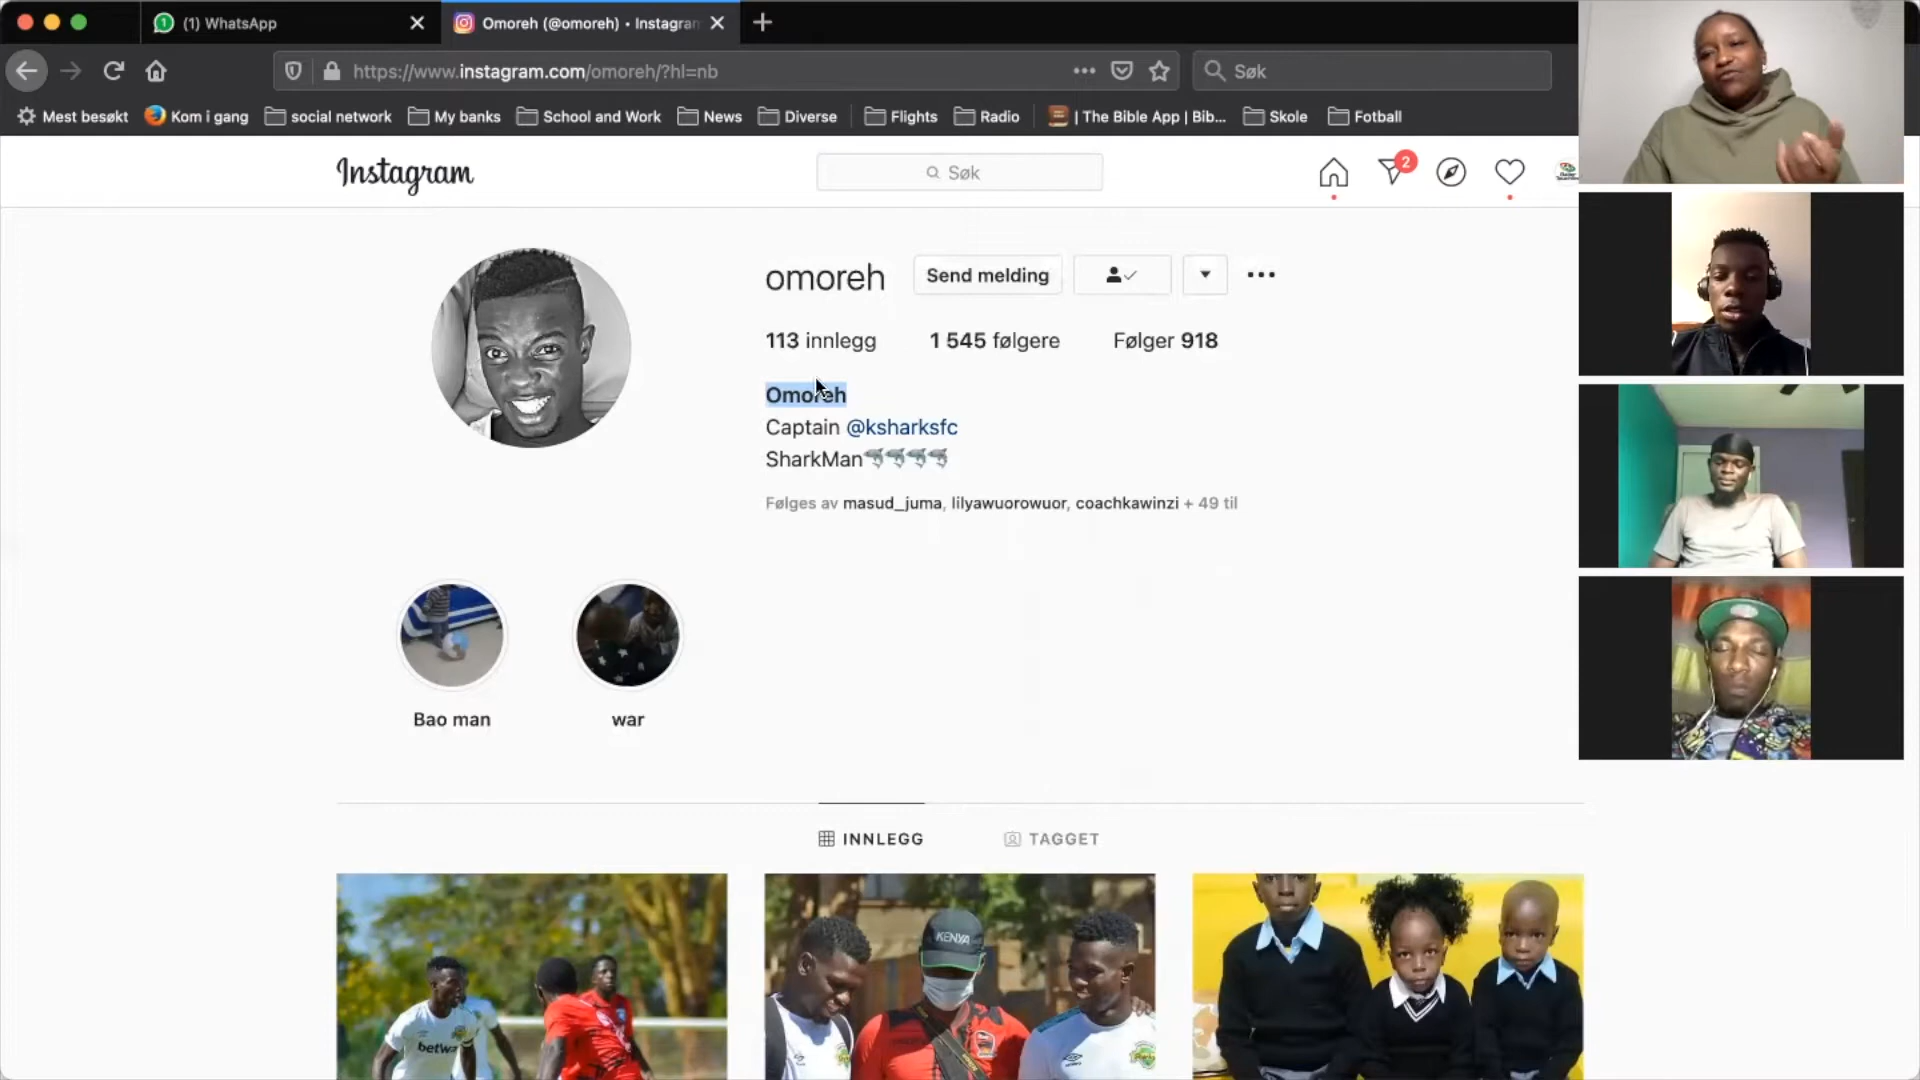 (1) WhatsApp
Omoreh (@omoreh) • Instagram
https://www.instagram.com/omoreh/?hl=nb
Søk
Mest besøkt
Kom i gang
social network
My banks
School and Work
News
Diverse
Flights
Radio
| The Bible App | Bib...
Skole
Fotball
Instagram
Søk
2
omoreh
Send melding
113 innlegg
1 545 følgere
Følger 918
Omoreh
Captain @ksharksfc
SharkMan🦈🦈🦈🦈
Følges av masud_juma, lilyawuorowuor, coachkawinzi + 49 til
Bao man
war
INNLEGG
TAGGET
KENYA